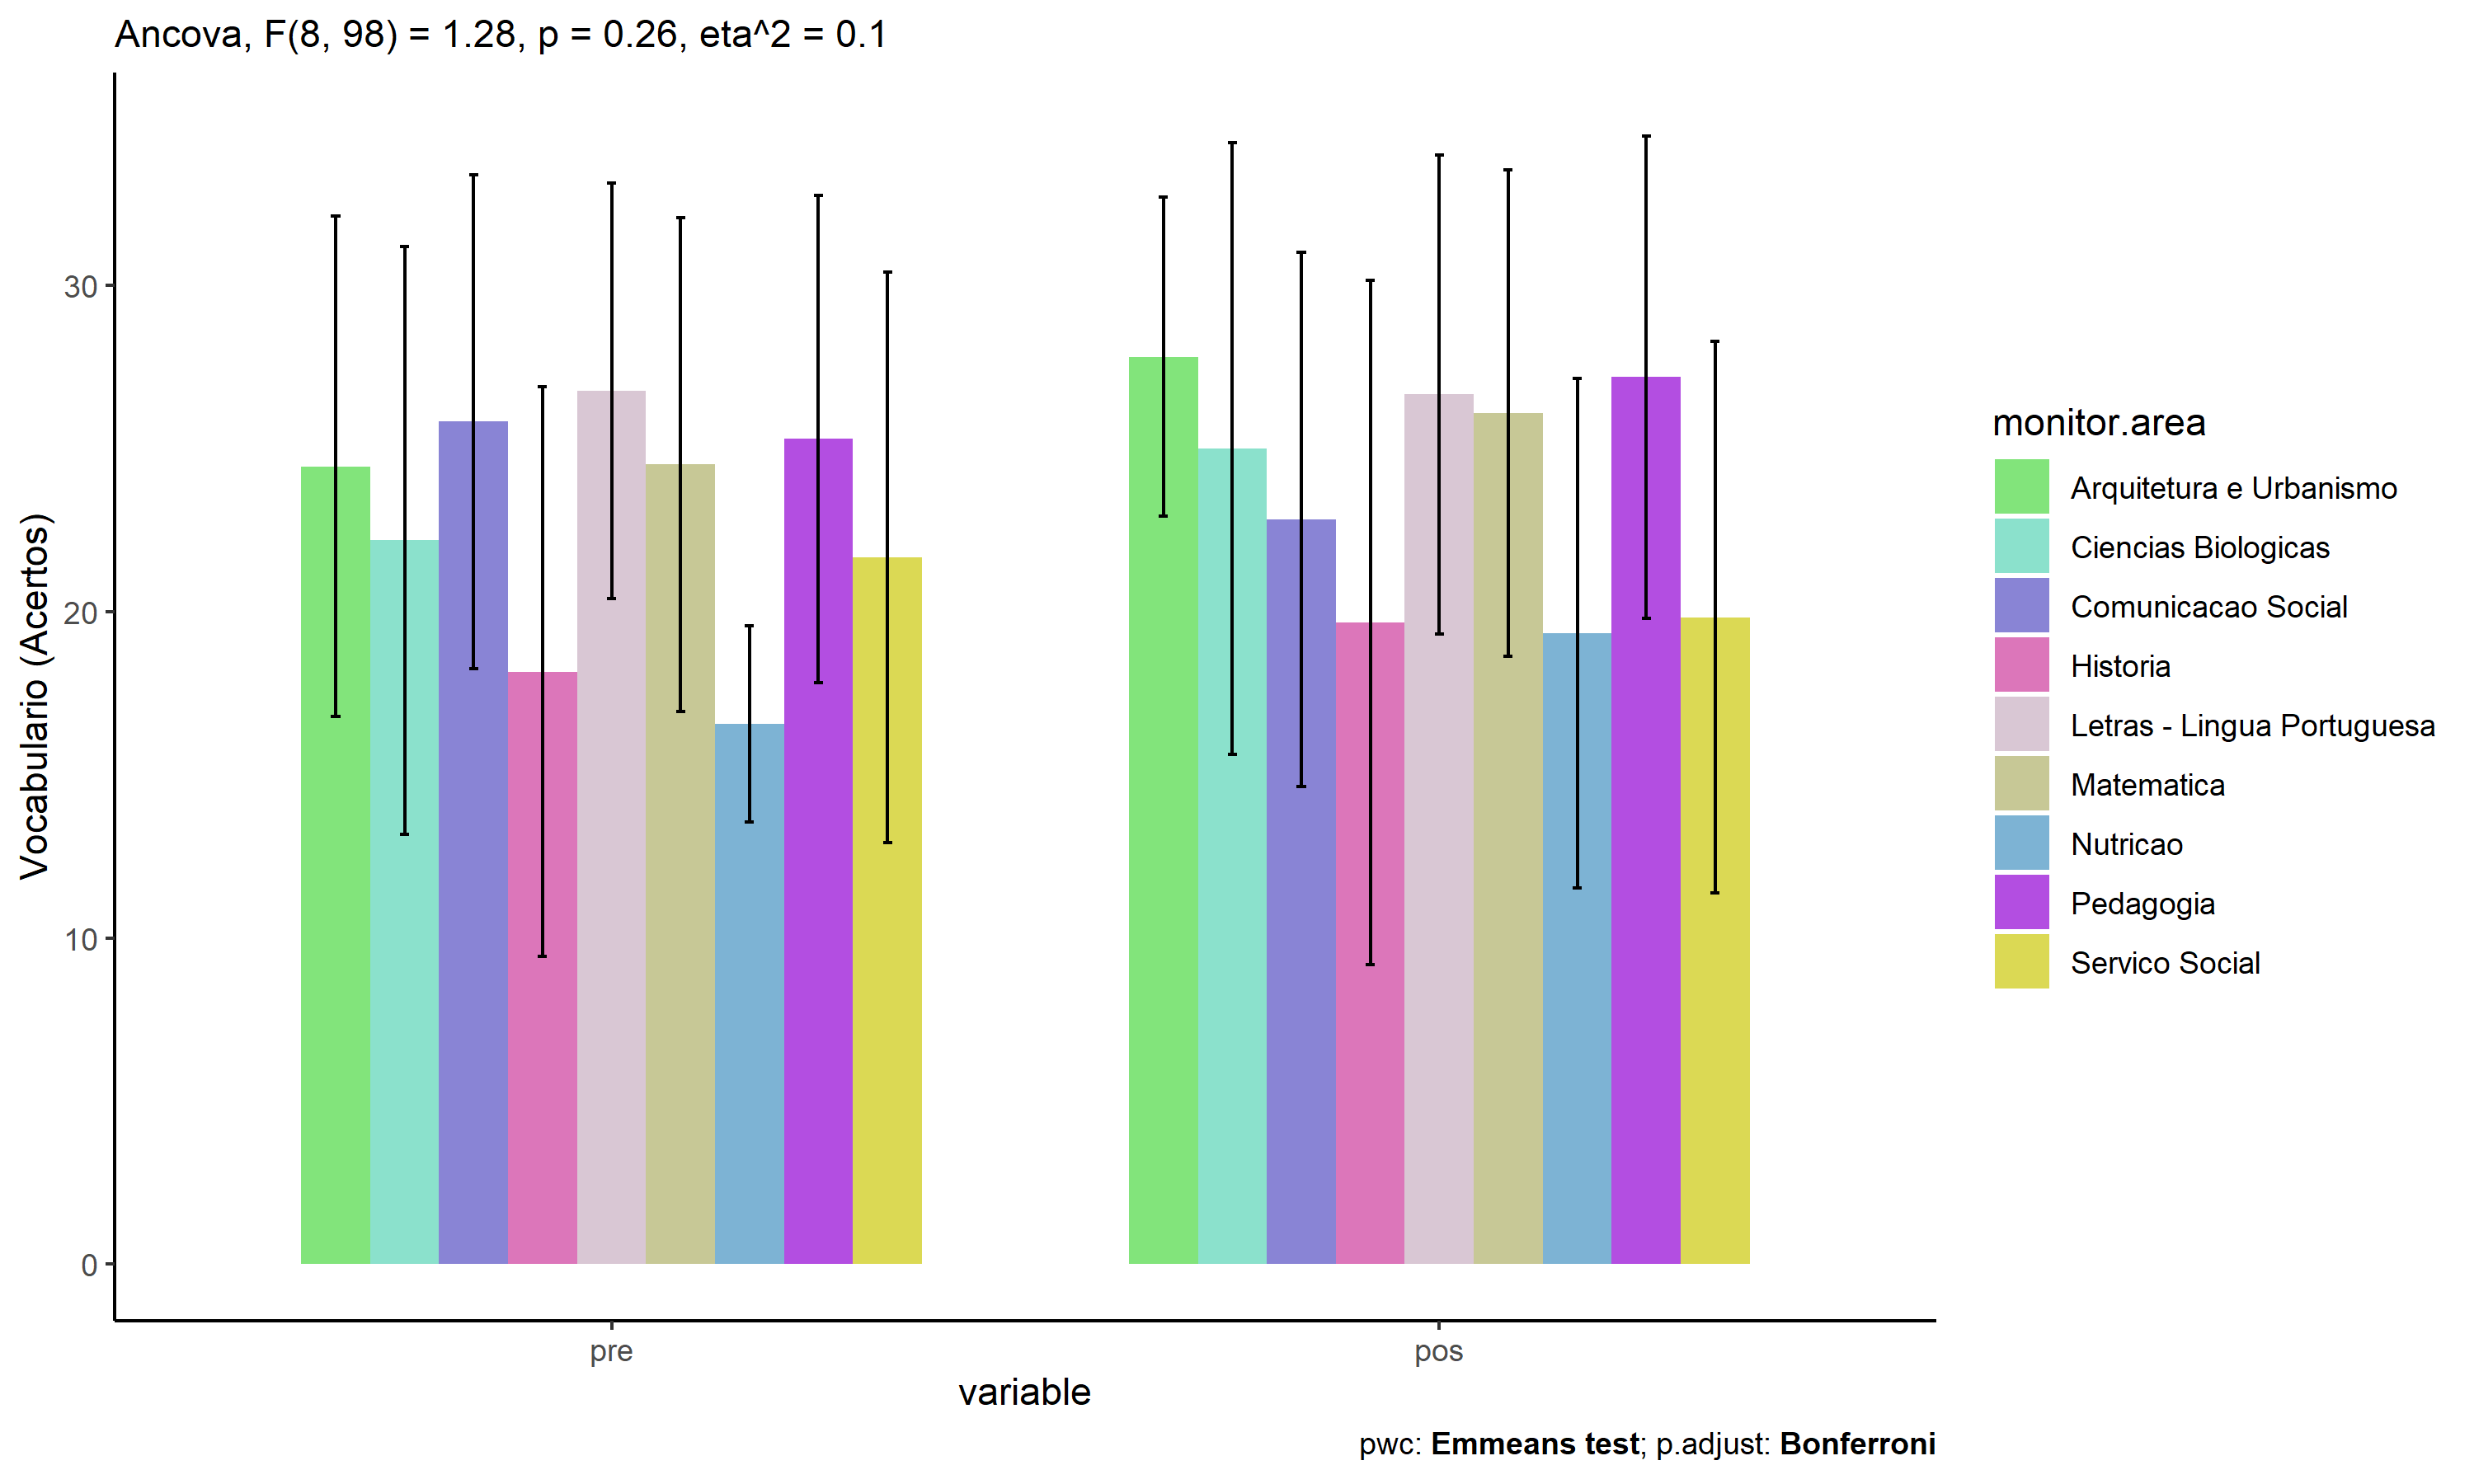 Ancova, F(8, 98) = 1.28, p = 0.26, eta^2 = 0.1
Vocabulario (Acertos)
30
20
10
0
pre
pos
variable
monitor.area
Arquitetura e Urbanismo
Ciencias Biologicas
Comunicacao Social
Historia
Letras - Lingua Portuguesa
Matematica
Nutricao
Pedagogia
Servico Social
pwc: Emmeans test; p.adjust: Bonferroni